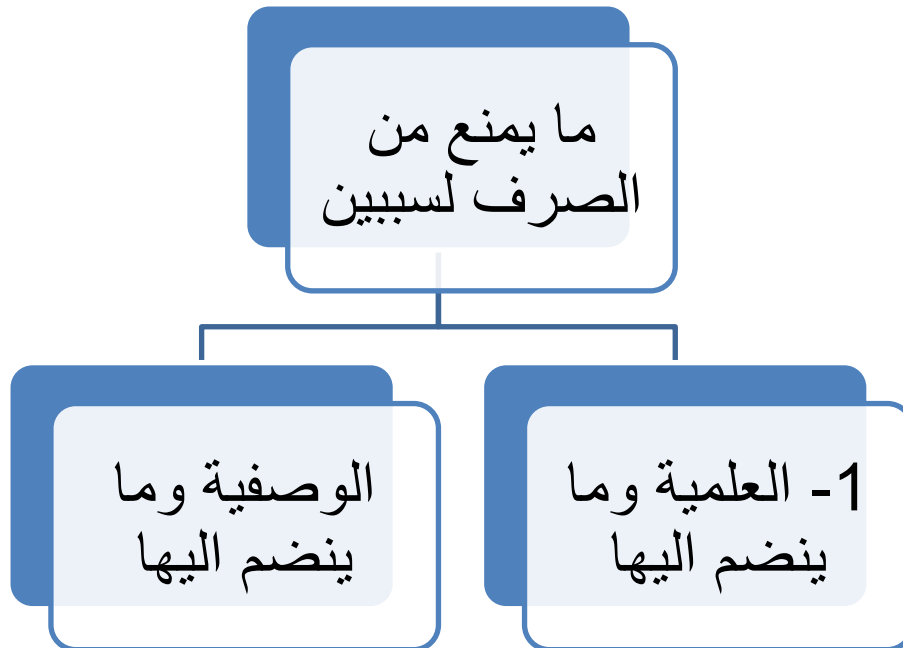 ما يمنع من
الصرف لسببين
1- العلمية وما
ينضم اليها
الوصفية وما
ينضم اليها